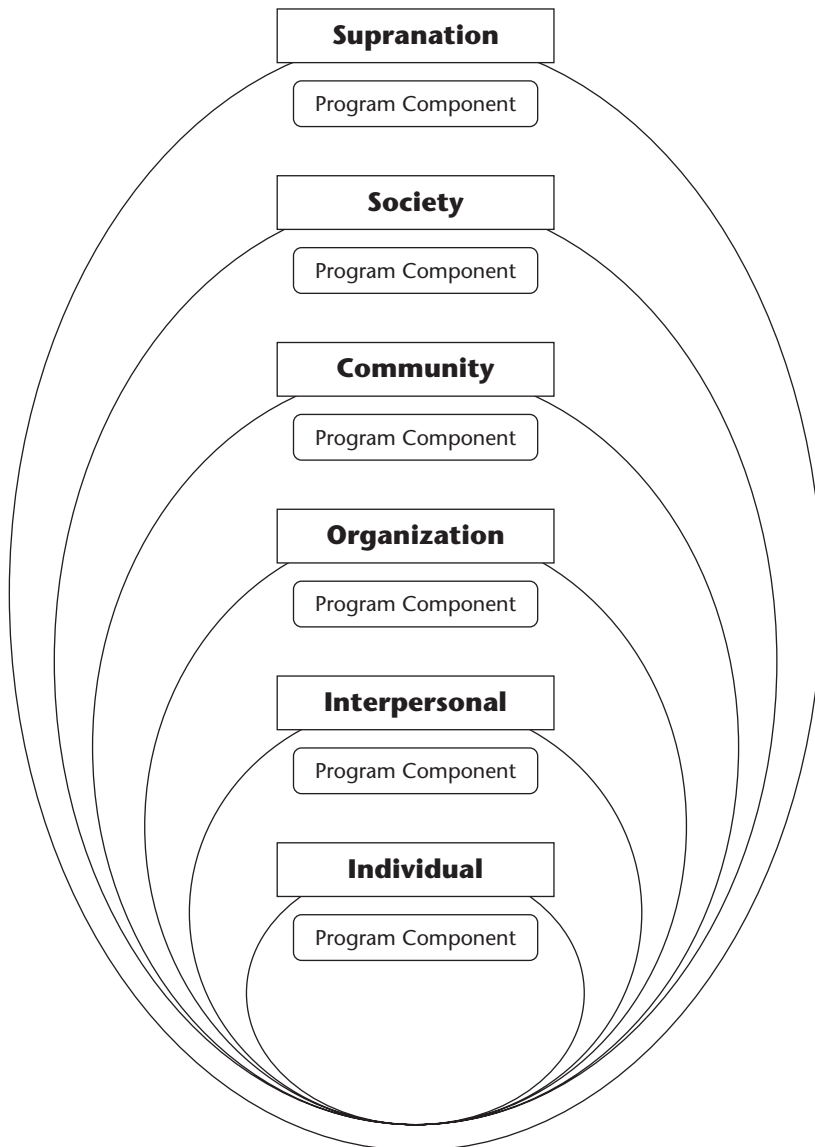 Supranation
Program Component
Society
Program Component
Community
Program Component
Organization
Program Component
Interpersonal
Program Component
Individual
Program Component